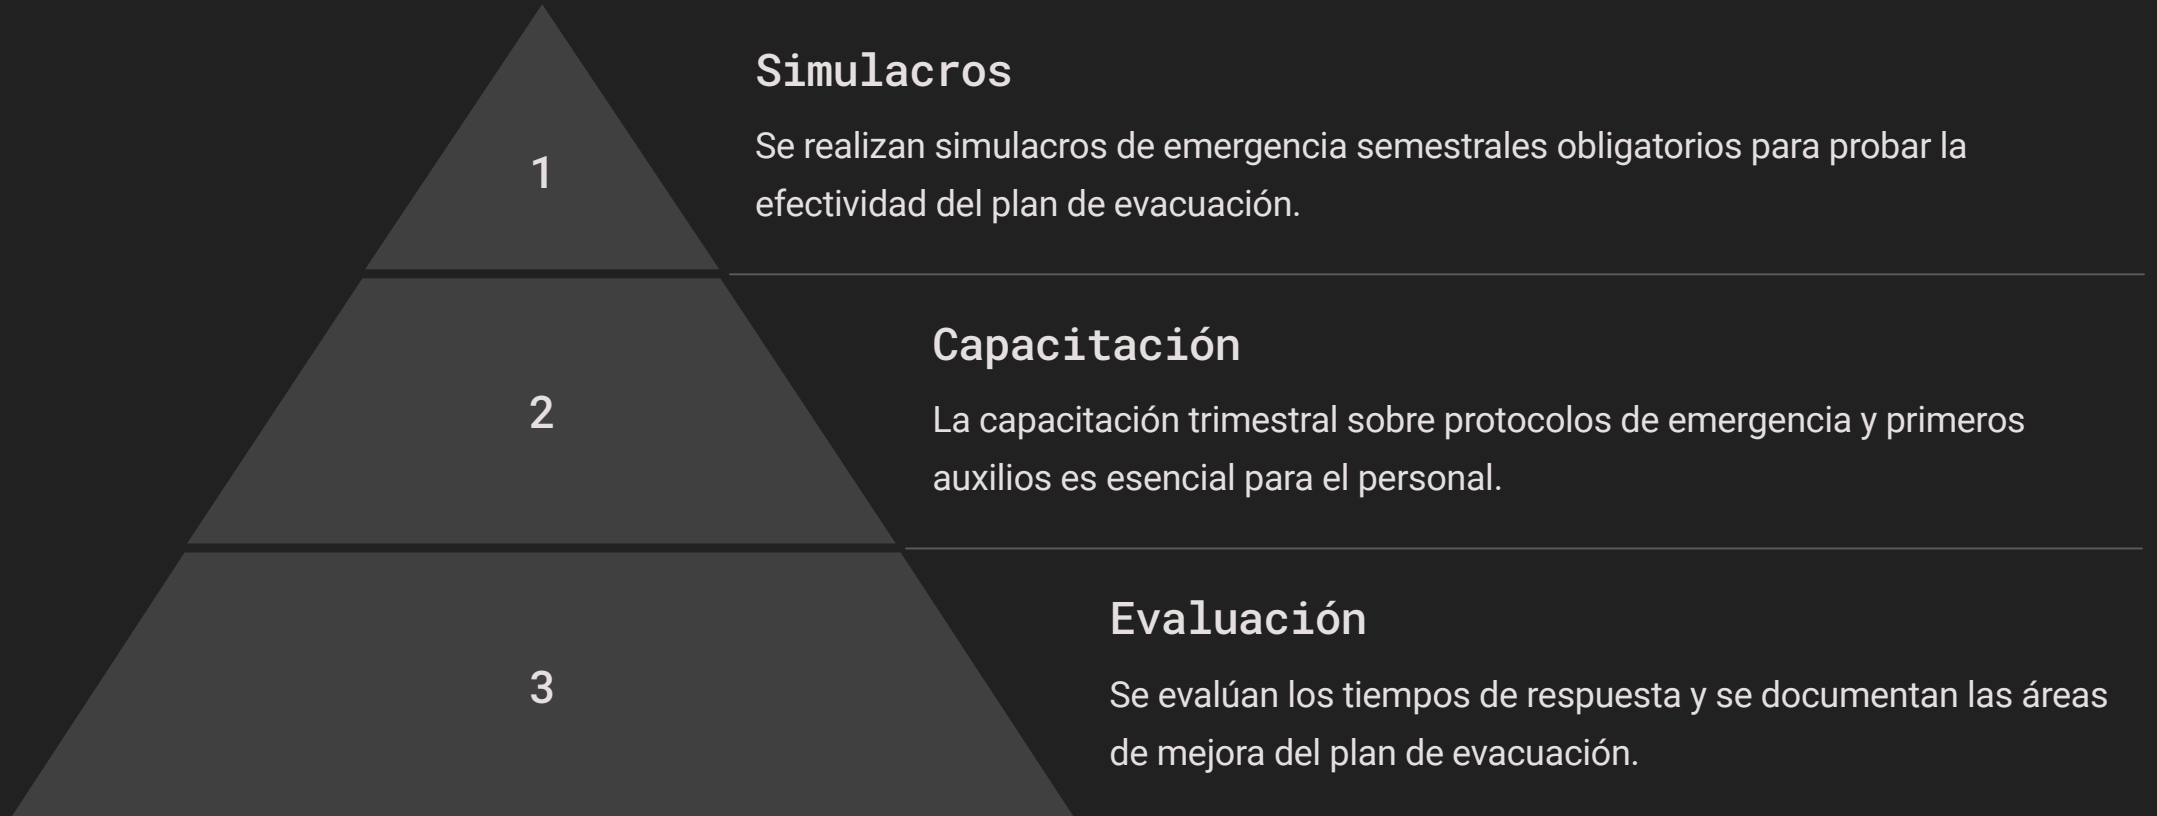 1
Simulacros
Se realizan simulacros de emergencia semestrales obligatorios para probar la
efectividad del plan de evacuación.
2
Capacitación
La capacitación trimestral sobre protocolos de emergencia y primeros
auxilios es esencial para el personal.
3
Evaluación
Se evalúan los tiempos de respuesta y se documentan las áreas
de mejora del plan de evacuación.